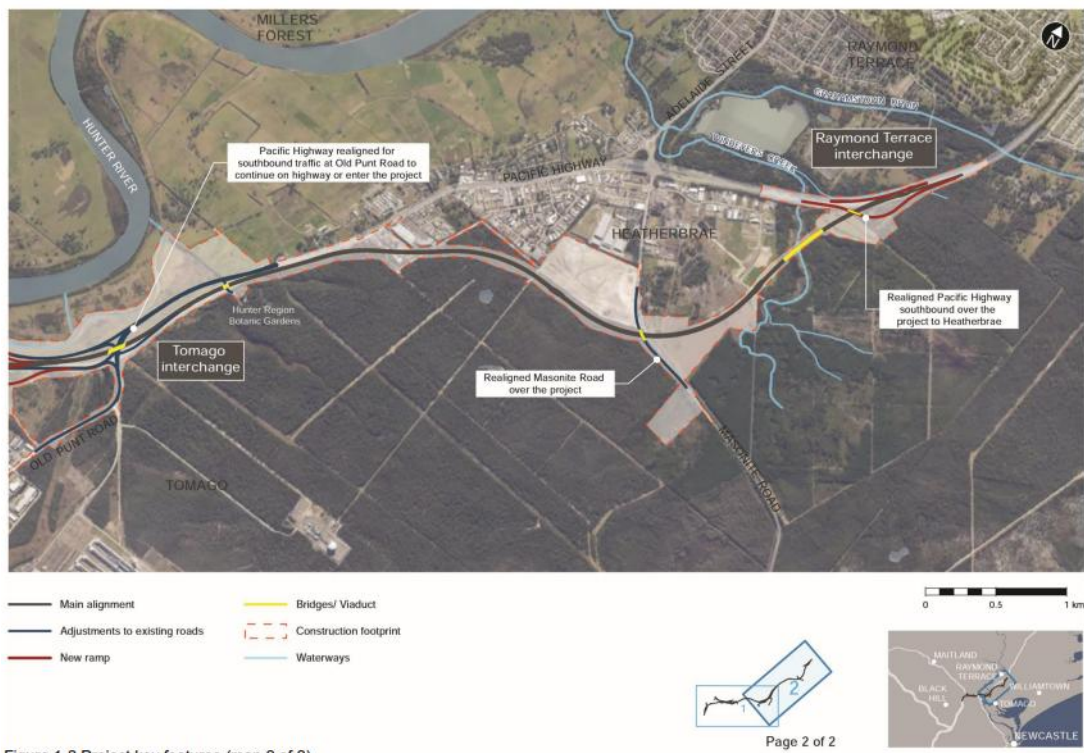 MILLERS
FOREST
RAYMOND
TERRACE
ADELAIDE STREET
GRAHAMSTOWN DRAIN
HUNTER RIVER
Pacific Highway realigned for
southbound traffic at Old Punt Road to
continue on highway or enter the project
WINDEYERS CREEK
Raymond Terrace
interchange
PACIFIC HIGHWAY
HEATHERBRAE
Hunter Region
Botanic Gardens
Realigned Pacific Highway
southbound over the
project to Heatherbrae
Tomago
interchange
Realigned Masonite Road
over the project
OLD PUNT ROAD
MASONITE ROAD
TOMAGO
N
Main alignment
Adjustments to existing roads
New ramp
Bridges/ Viaduct
Construction footprint
Waterways
0 0.5 1 km
1
2
Page 2 of 2
MAITLAND
RAYMOND
TERRACE
BLACK
HILL
WILLIAMTOWN
TOMAGO
NEWCASTLE